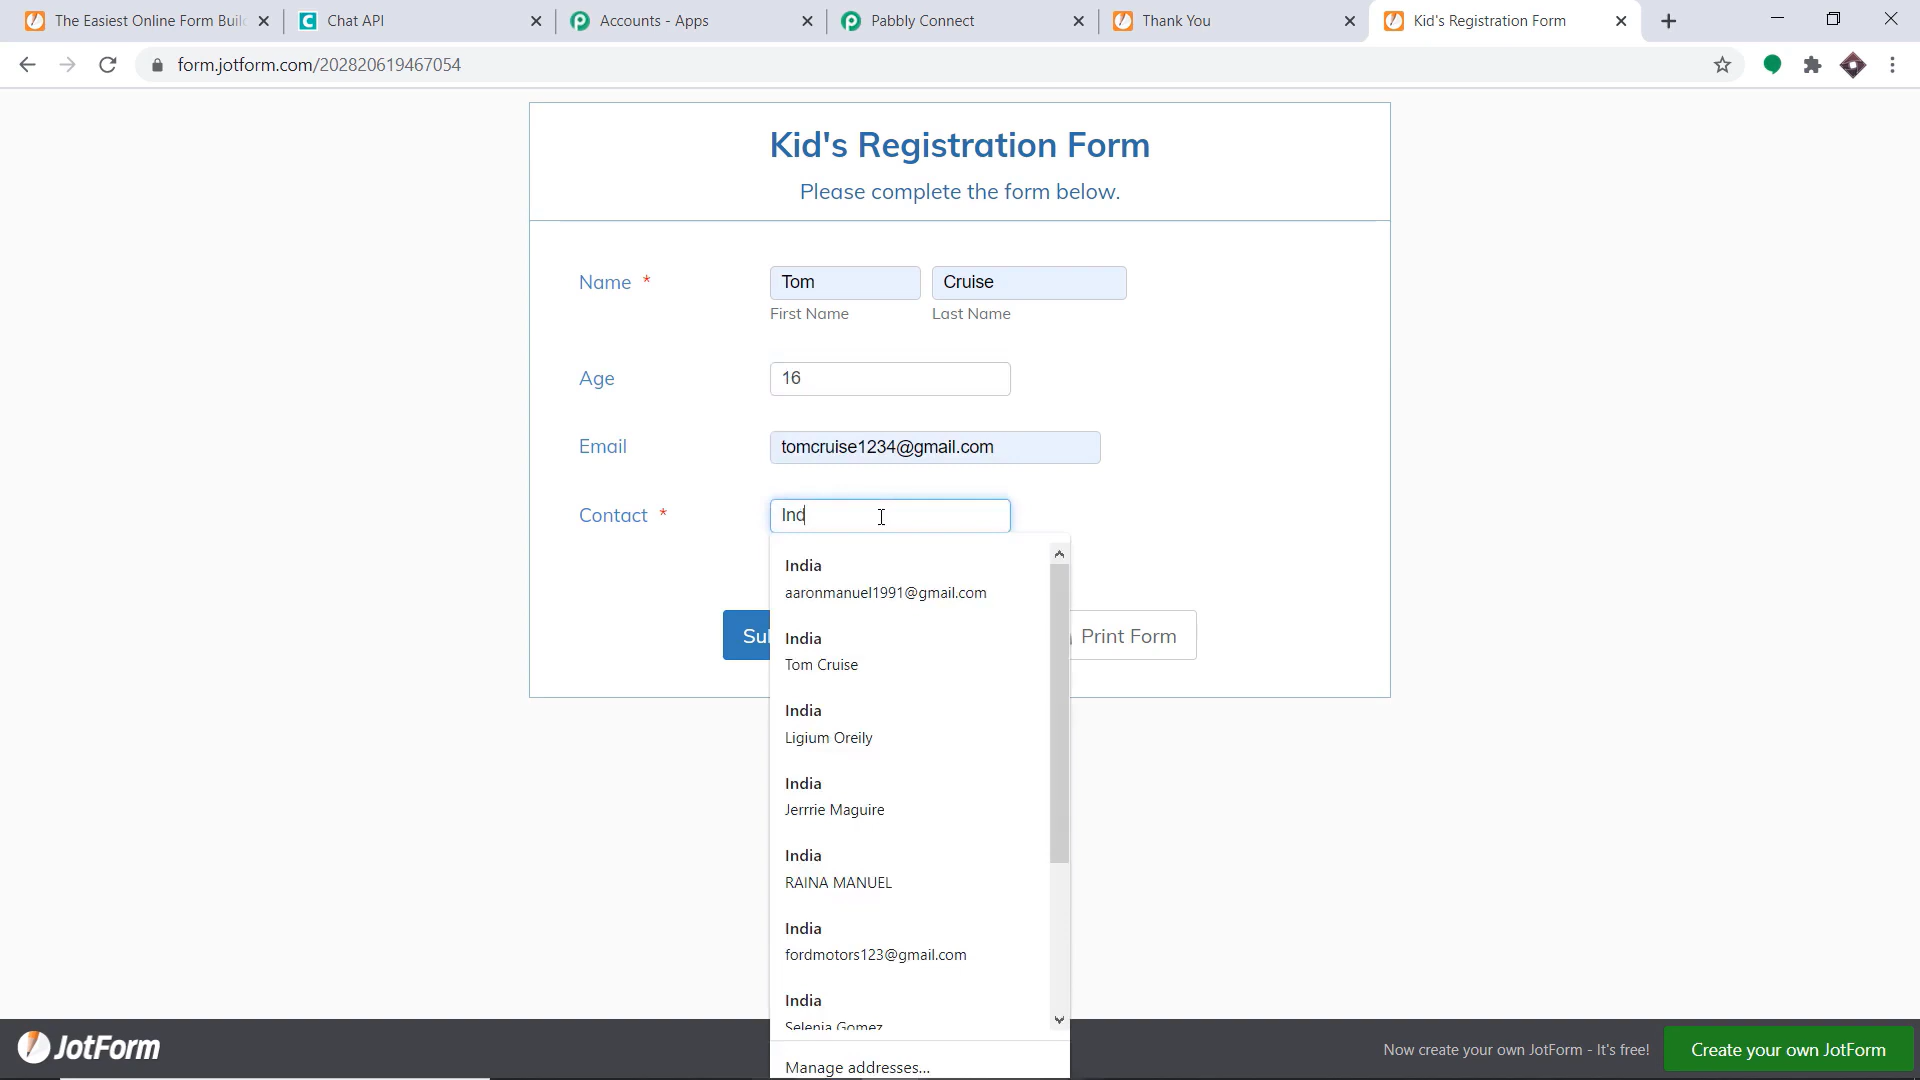 The Easiest Online Form Buil
Chat API
Accounts - Apps
Pabbly Connect
Thank You
Kid's Registration Form
form.jotform.com/202820619467054
Kid's Registration Form
Please complete the form below.
Name *
Tom
Cruise
First Name
Last Name
Age
16
Email
tomcruise1234@gmail.com
Contact *
Ind
India
aaronmanuel1991@gmail.com
India
Tom Cruise
India
Ligium Oreily
India
Jerrrie Maguire
India
RAINA MANUEL
India
fordmotors123@gmail.com
India
Selenia Gomez
Manage addresses...
Su
Print Form
JotForm
Now create your own JotForm - It's free!
Create your own JotForm